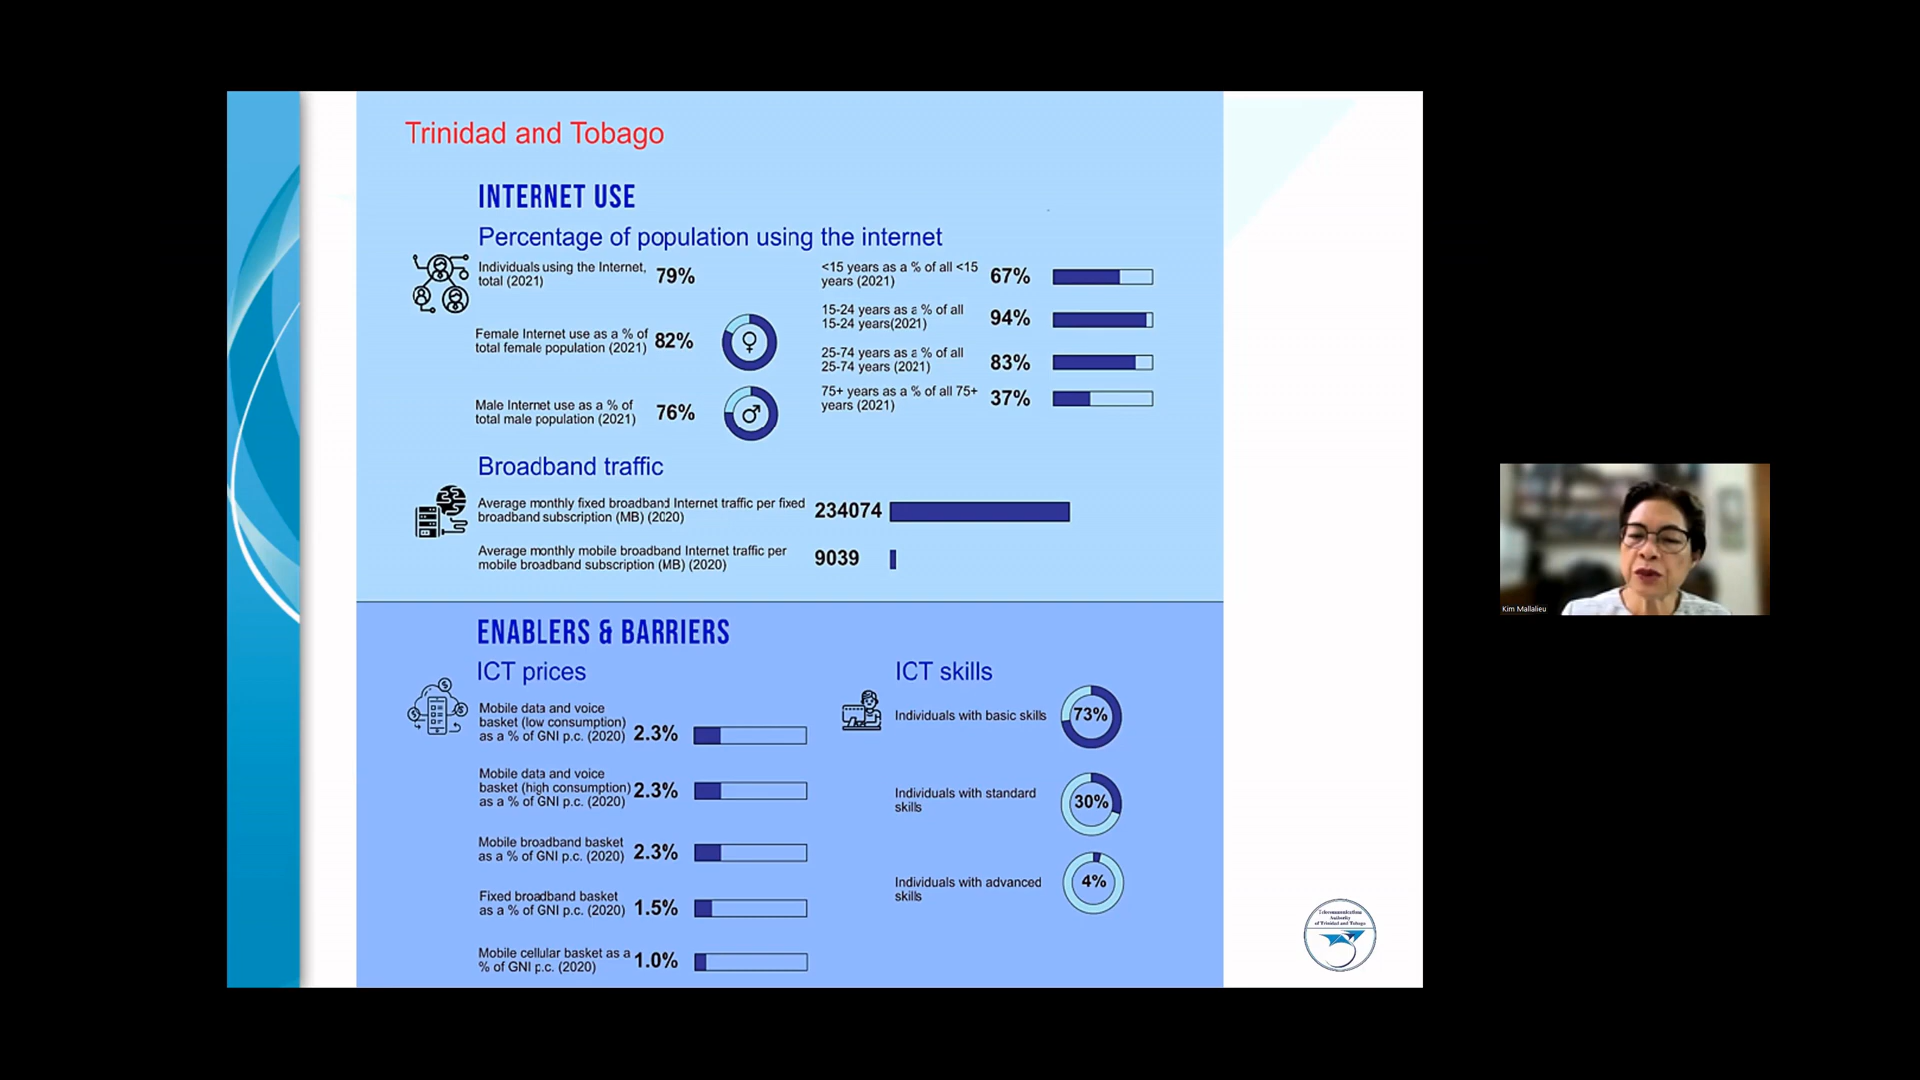 Trinidad and Tobago
INTERNET USE
Percentage of population using the internet
Individuals using the Internet,
total (2021)
79%
Female Internet use as a % of
total female population (2021)
82%
Male Internet use as a % of
total male population (2021)
76%
<15 years as a % of all <15
years (2021)
67%
15-24 years as a % of all
15-24 years(2021)
94%
25-74 years as a % of all
25-74 years (2021)
83%
75+ years as a % of all 75+
years (2021)
37%
Broadband traffic
Average monthly fixed broadband Internet traffic per fixed
broadband subscription (MB) (2020)
234074
Average monthly mobile broadband Internet traffic per
mobile broadband subscription (MB) (2020)
9039
ENABLERS & BARRIERS
ICT prices
Mobile data and voice
basket (low consumption)
as a % of GNI p.c. (2020)
2.3%
Mobile data and voice
basket (high consumption)
as a % of GNI p.c. (2020)
2.3%
Mobile broadband basket
as a % of GNI p.c. (2020)
2.3%
Fixed broadband basket
as a % of GNI p.c. (2020)
1.5%
Mobile cellular basket as a
% of GNI p.c. (2020)
1.0%
ICT skills
Individuals with basic skills
73%
Individuals with standard
skills
30%
Individuals with advanced
skills
4%
Telecommunications
Authority
of Trinidad and Tobago
Kim Mallalieu